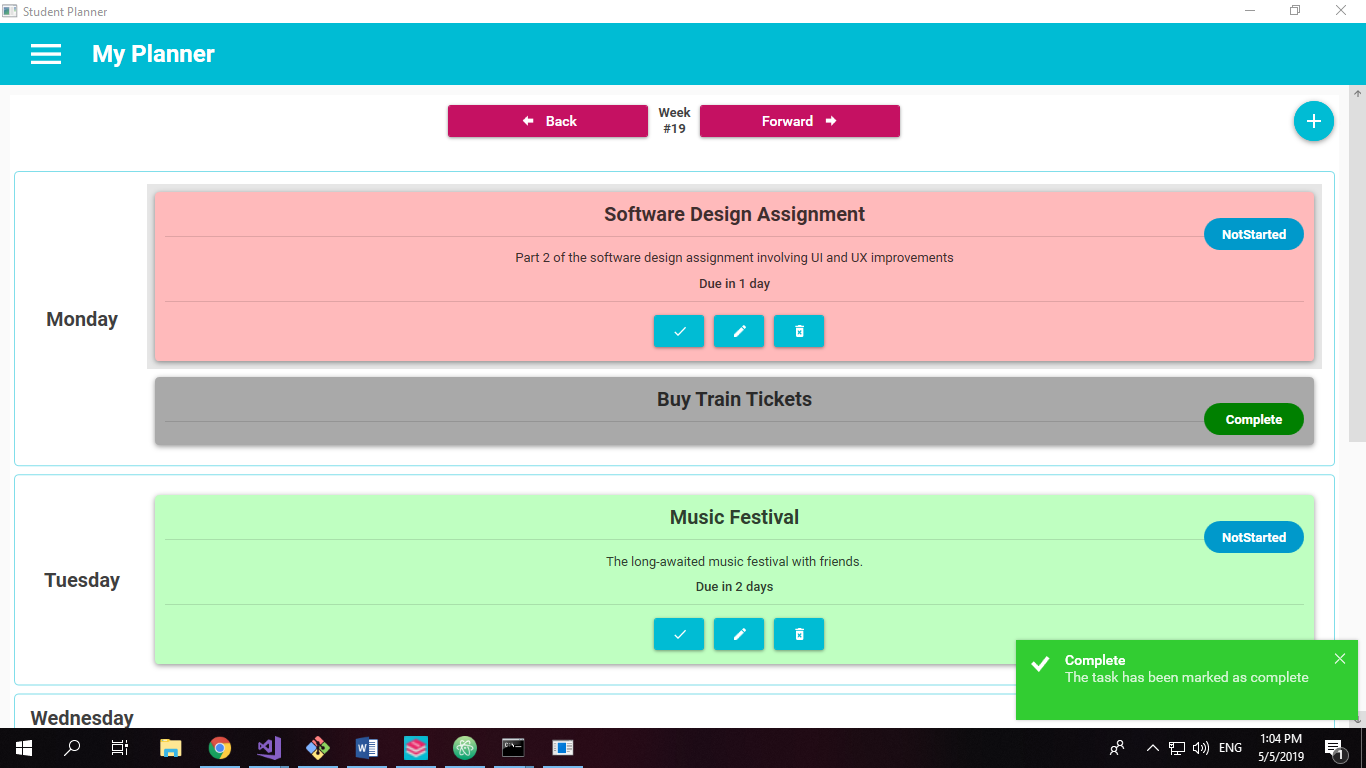 Student Planner
My Planner
Back
Week
#19
Forward
Monday
Software Design Assignment
NotStarted
Part 2 of the software design assignment involving UI and UX improvements
Due in 1 day
Buy Train Tickets
Complete
Tuesday
Music Festival
NotStarted
The long-awaited music festival with friends.
Due in 2 days
Complete
The task has been marked as complete
Wednesday
ENG
1:04 PM
5/5/2019
1